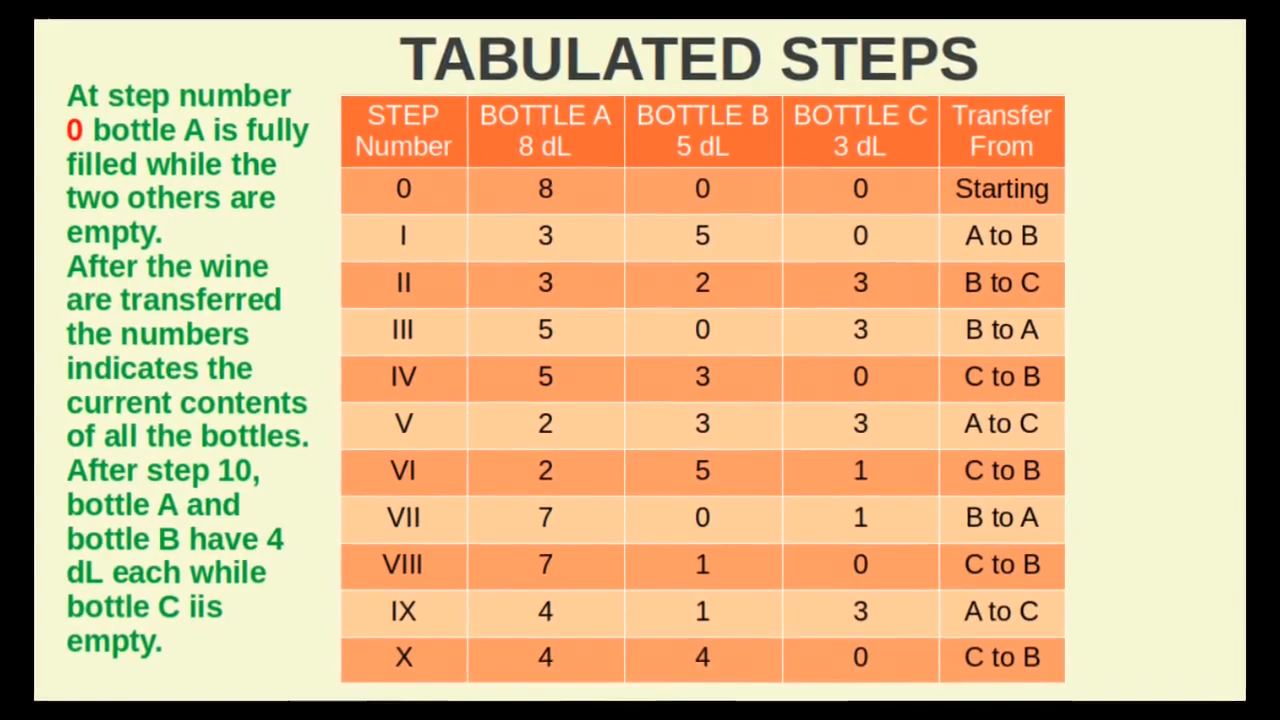 TABULATED STEPS
At step number
0 bottle A is fully
filled while the
two others are
empty.
After the wine
are transferred
the numbers
indicates the
current contents
of all the bottles.
After step 10,
bottle A and
bottle B have 4
dL each while
bottle C iis
empty.
STEP Number BOTTLE A 8 dL BOTTLE B 5 dL BOTTLE C 3 dL Transfer From
0 8 0 0 Starting
I 3 5 0 A to B
II 3 2 3 B to C
III 5 0 3 B to A
IV 5 3 0 C to B
V 2 3 3 A to C
VI 2 5 1 C to B
VII 7 0 1 B to A
VIII 7 1 0 C to B
IX 4 1 3 A to C
X 4 4 0 C to B